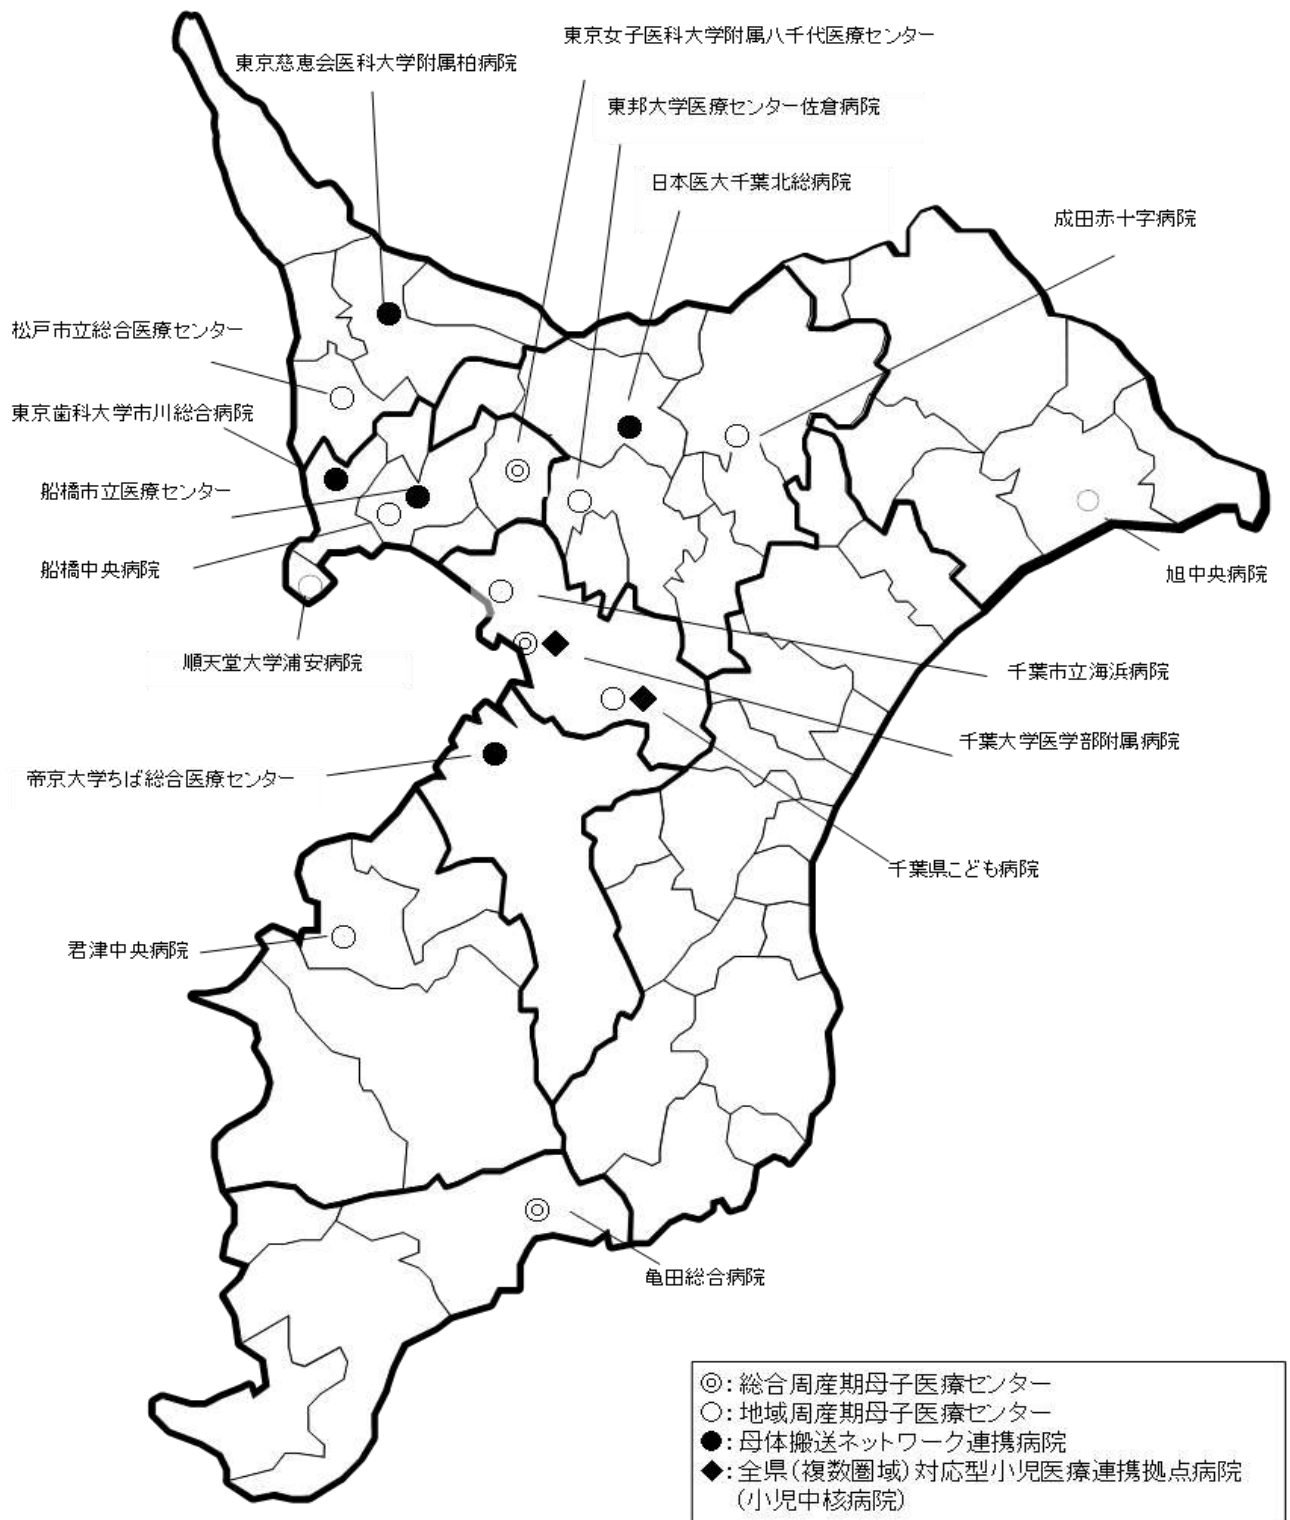 東京女子医科大学附属八千代医療センター
東京慈恵会医科大学附属柏病院
東邦大学医療センター佐倉病院
日本医大千葉北総病院
成田赤十字病院
松戸市立総合医療センター
東京歯科大学市川総合病院
船橋市立医療センター
船橋中央病院
旭中央病院
順天堂大学浦安病院
千葉市立海浜病院
千葉大学医学部附属病院
帝京大学ちば総合医療センター
千葉県こども病院
君津中央病院
亀田総合病院
◎：総合周産期母子医療センター
○：地域周産期母子医療センター
●：母体搬送ネットワーク連携病院
◆：全県（複数圏域）対応型小児医療連携拠点病院
（小児中核病院）